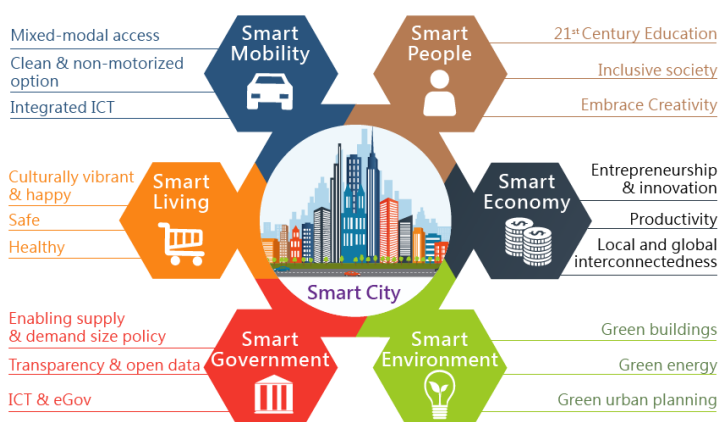 Smart
Mobility
Mixed-modal access
Clean & non-motorized
option
Integrated ICT
Smart
People
21st Century Education
Inclusive society
Embrace Creativity
Smart
Living
Culturally vibrant
& happy
Safe
Healthy
Smart
Economy
Entrepreneurship
& innovation
Productivity
Local and global
interconnectedness
Smart City
Smart
Government
Enabling supply
& demand size policy
Transparency & open data
ICT & eGov
Smart
Environment
Green buildings
Green energy
Green urban planning